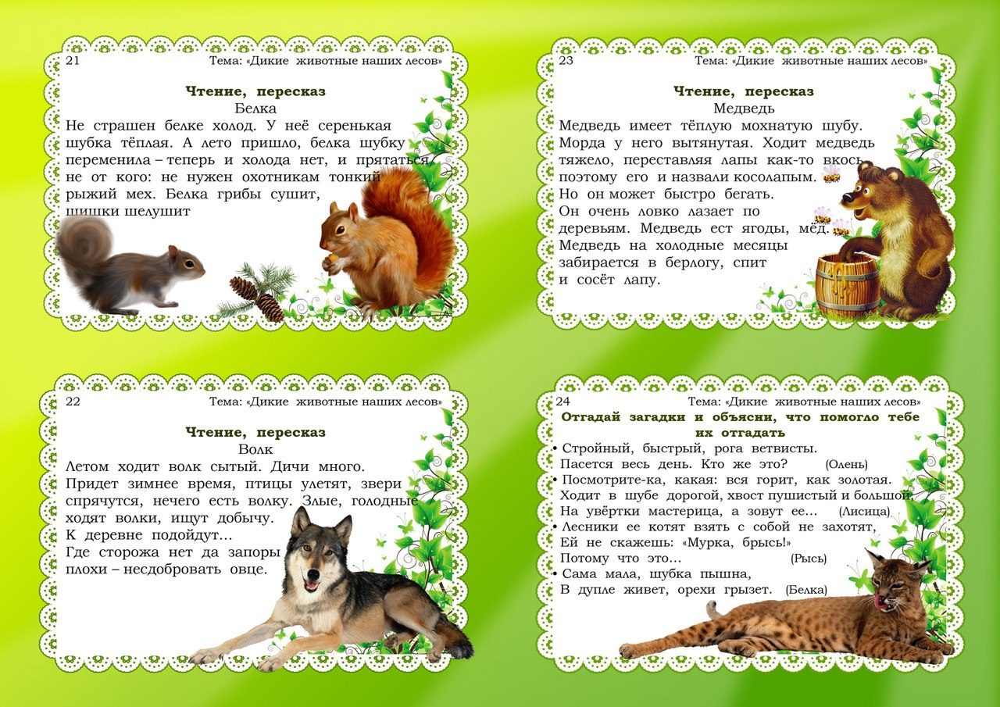 21 Тема: «Дикие животные наших лесов»
Чтение, пересказ
Белка
Не страшен белке холод. У неё серенькая
шубка тёплая. А лето пришло, белка шубку
переменила – теперь и холода нет, и прятаться
не от кого: не нужен охотникам тонкий
рыжий мех. Белка грибы сушит,
шишки шелушит
23 Тема: «Дикие животные наших лесов»
Чтение, пересказ
Медведь
Медведь имеет тёплую мохнатую шубу.
Морда у него вытянутая. Ходит медведь
тяжело, переставляя лапы как-то вкось,
поэтому его и назвали косолапым.
Но он может быстро бегать.
Он очень ловко лазает по
деревьям. Медведь ест ягоды, мёд.
Медведь на холодные месяцы
забирается в берлогу, спит
и сосёт лапу.
22 Тема: «Дикие животные наших лесов»
Чтение, пересказ
Волк
Летом ходит волк сытый. Дичи много.
Придет зимнее время, птицы улетят, звери
спрячутся, нечего есть волку. Злые, голодные
ходят волки, ищут добычу.
К деревне подойдут...
Где сторожа нет да запоры
плохи – несдобровать овце.
24 Тема: «Дикие животные наших лесов»
Отгадай загадки и объясни, что помогло тебе
их отгадать
• Стройный, быстрый, рога ветвисты.
Пасется весь день. Кто же это? (Олень)
• Посмотрите-ка, какая: вся горит, как золотая.
Ходит в шубе дорогой, хвост пушистый и большой,
На увёртки мастерица, а зовут ее... (Лисица)
• Лесники ее котят взять с собой не захотят,
Ей не скажешь: «Мурка, брысь!»
Потому что это... (Рысь)
• Сама мала, шубка пышна,
В дупле живет, орехи грызет. (Белка)